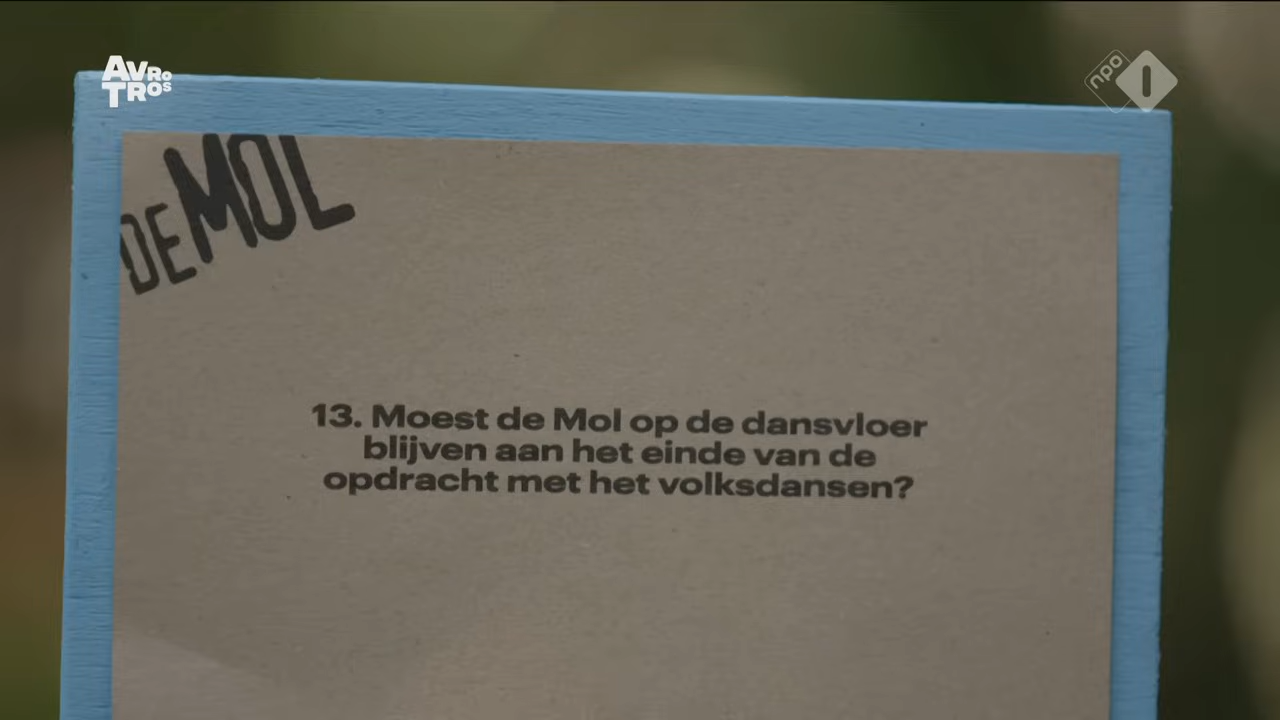 AVRO
TROS
npo 1
DE MOL
13. Moest de Mol op de dansvloer
blijven aan het einde van de
opdracht met het volksdansen?